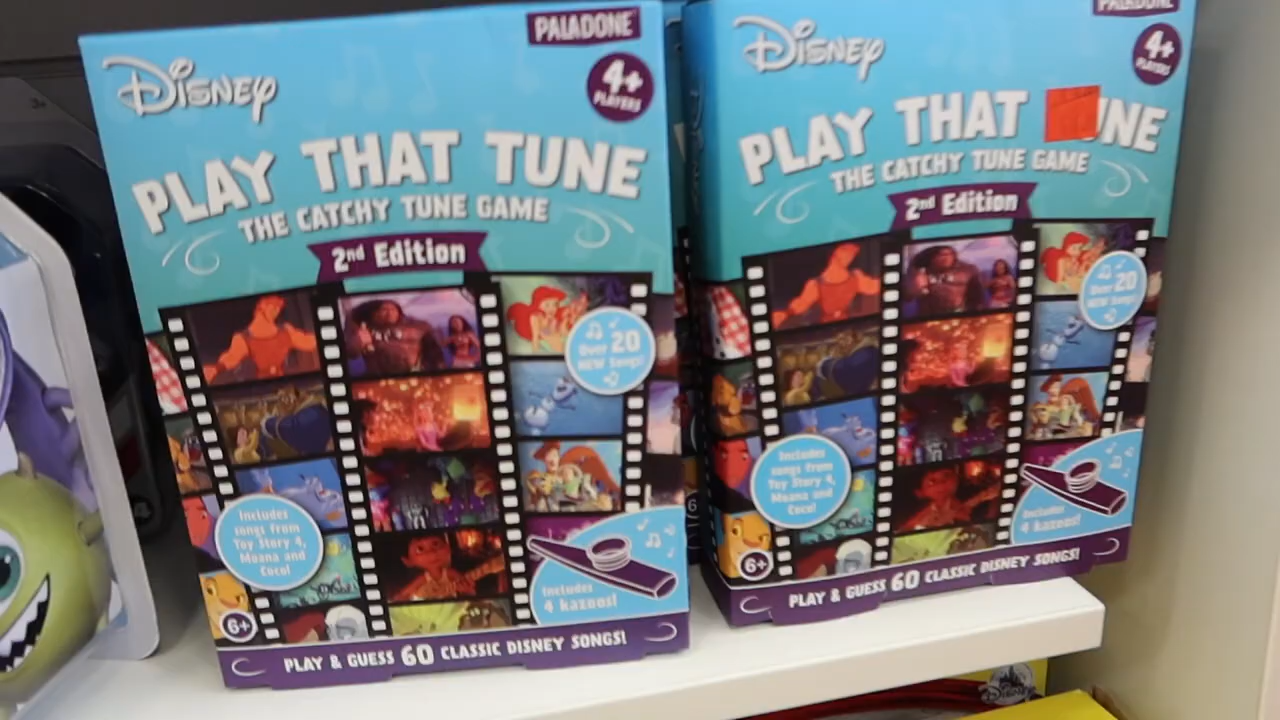 PALADONE
Disney
4+
PLAYERS
PLAY THAT TUNE
THE CATCHY TUNE GAME
2nd Edition
Over 20
NEW Songs!
Includes
songs from
Toy Story 4,
Moana and
Coco!
Includes
4 kazoos!
6+
PLAY & GUESS 60 CLASSIC DISNEY SONGS!
PALADONE
Disney
4+
PLAYERS
PLAY THAT UNE
THE CATCHY TUNE GAME
2nd Edition
Over 20
NEW Songs!
Includes
songs from
Toy Story 4,
Moana and
Coco!
Includes
4 kazoos!
6+
PLAY & GUESS 60 CLASSIC DISNEY SONGS!
Disney